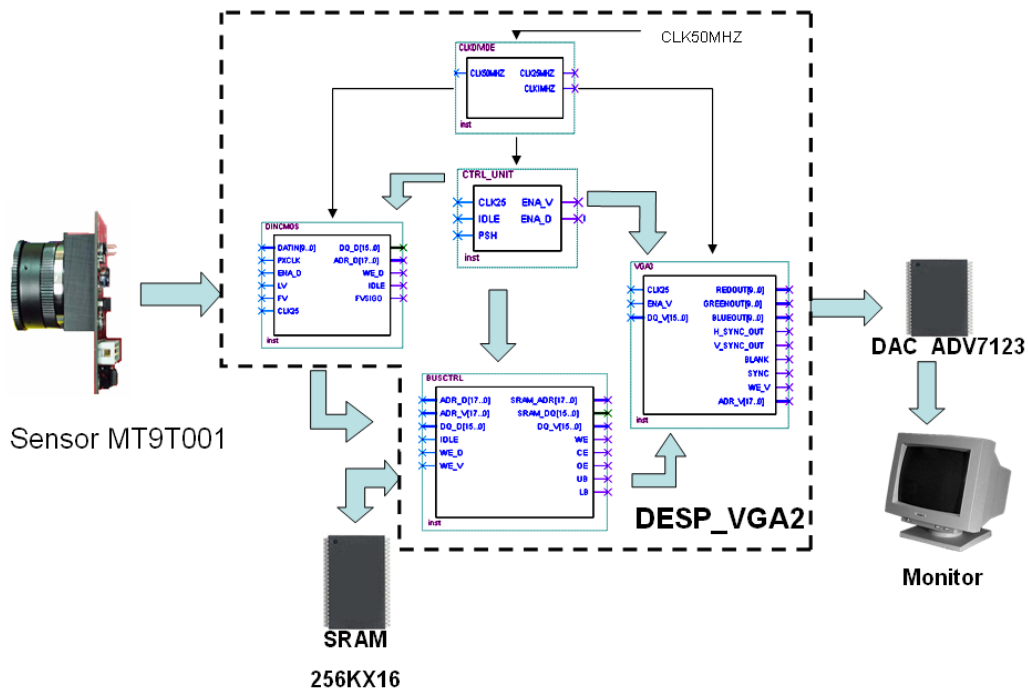 CLK50MHZ
CLKDIVIDE
CLK50MHZ CLK25MHZ
CLK1MHZ
inst
CTRL_UNIT
CLK25 ENA_V
IDLE ENA_D
PSH
inst
DINCMOS
DATIN[9..0] DQ_D[15..0]
PXCLK ADR_D[17..0]
ENA_D WE_D
LV IDLE
FV FVSIGO
CLK25
inst
VGA0
CLK25 REDOUT[9..0]
ENA_V GREENOUT[9..0]
DQ_V[15..0] BLUEOUT[9..0]
H_SYNC_OUT
V_SYNC_OUT
BLANK
SYNC
WE_V
ADR_V[17..0]
inst
DAC ADV7123
Sensor MT9T001
BUSCTRL
ADR_D[17..0] SRAM_ADR[17..0]
ADR_V[17..0] SRAM_DQ[15..0]
DQ_D[15..0] DQ_V[15..0]
IDLE WE
WE_D CE
WE_V OE
UB
LB
inst
DESP_VGA2
Monitor
SRAM
256KX16